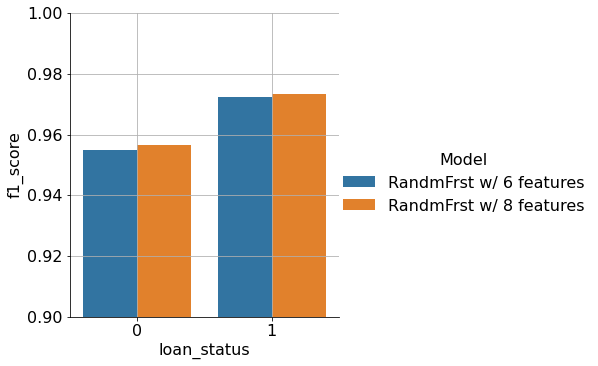 1.00
0.98
0.96
0.94
0.92
0.90
f1_score
0 1
loan_status
Model
RandmFrst w/ 6 features
RandmFrst w/ 8 features